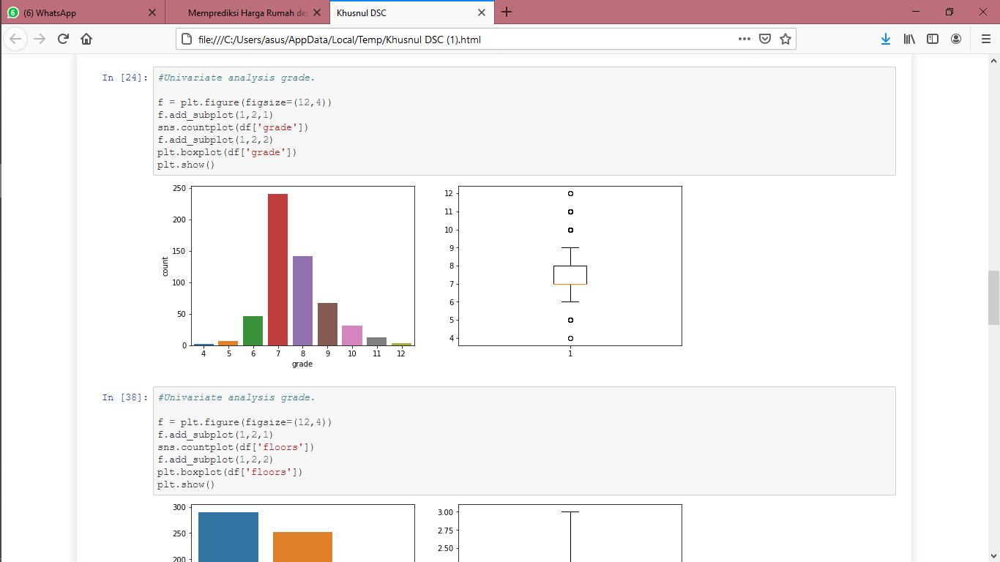 (6) WhatsApp
Memprediksi Harga Rumah de
Khusnul DSC
file:///C:/Users/asus/AppData/Local/Temp/Khusnul DSC (1).html
In [24]:
#Univariate analysis grade.
f = plt.figure(figsize=(12,4))
f.add_subplot(1,2,1)
sns.countplot(df['grade'])
f.add_subplot(1,2,2)
plt.boxplot(df['grade'])
plt.show()
250
200
150
100
50
0
count
4 5 6 7 8 9 10 11 12
grade
12
11
10
9
8
7
6
5
4
1
In [38]:
#Univariate analysis grade.
f = plt.figure(figsize=(12,4))
f.add_subplot(1,2,1)
sns.countplot(df['floors'])
f.add_subplot(1,2,2)
plt.boxplot(df['floors'])
plt.show()
300
250
200
3.00
2.75
2.50